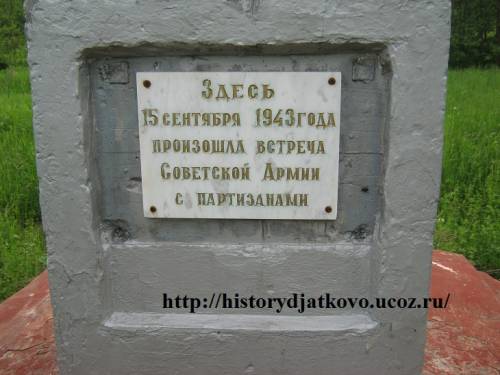 Здесь
15 сентября 1943 года
произошла встреча
Советской Армии
с партизанами
http://historydjatkovo.ucoz.ru/